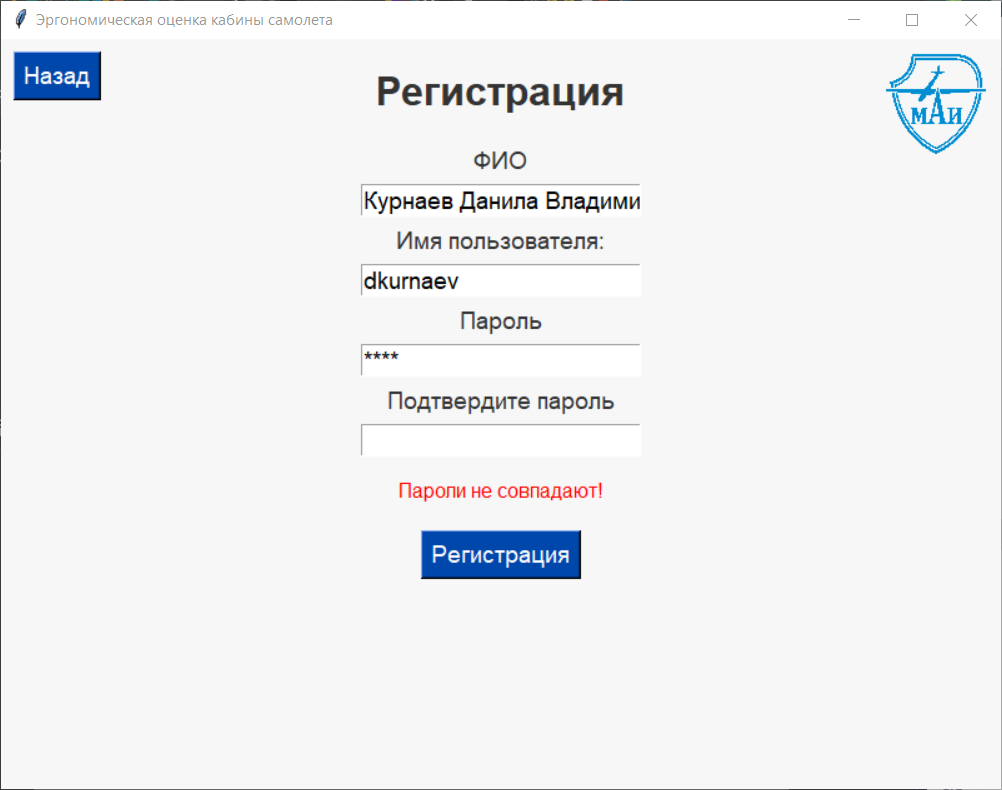 Эргономическая оценка кабины самолета
Назад
Регистрация
МАИ
ФИО
Курнаев Данила Владими
Имя пользователя:
dkurnaev
Пароль
****
Подтвердите пароль
Пароли не совпадают!
Регистрация